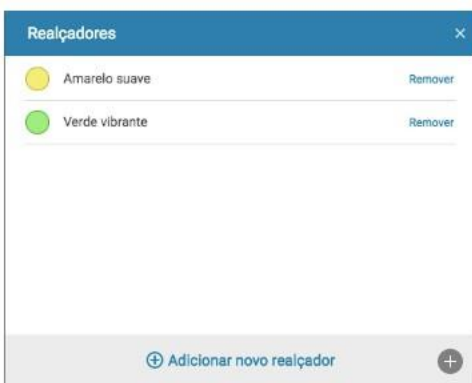 Realçadores
Amarelo suave Remover
Verde vibrante Remover
Adicionar novo realçador